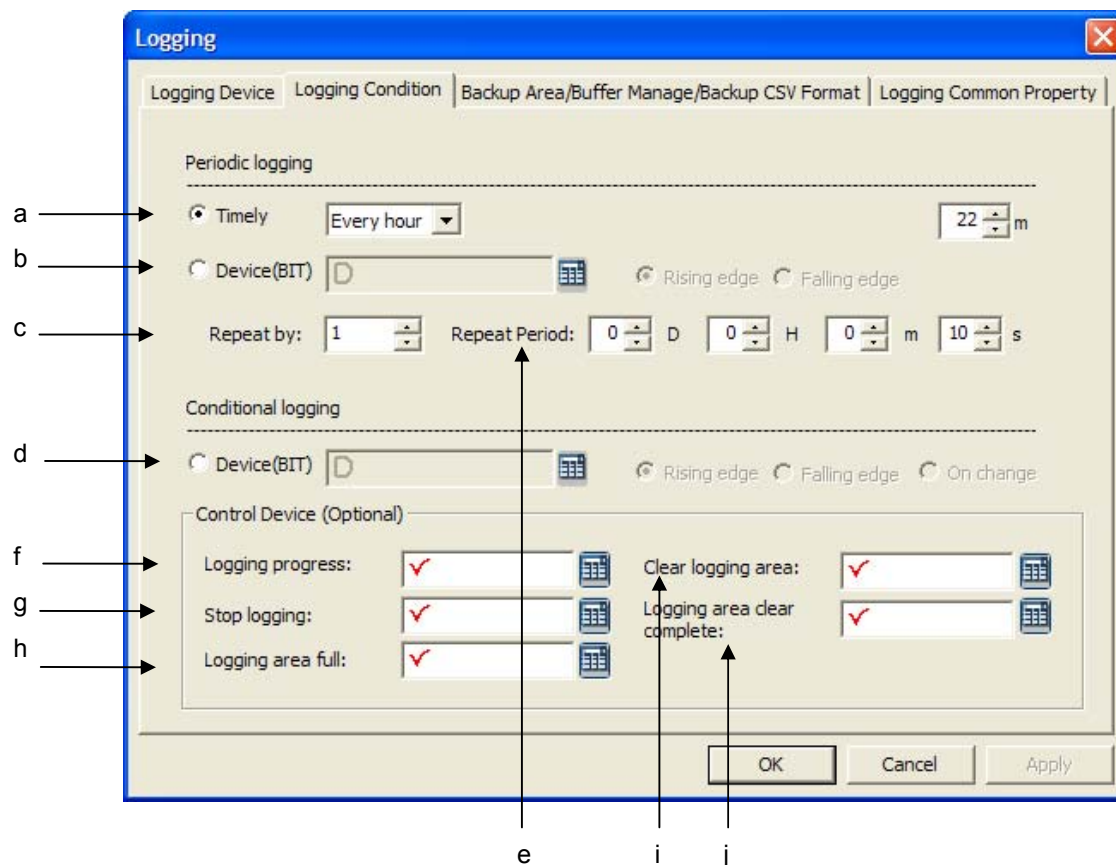 Logging
Logging Device Logging Condition Backup Area/Buffer Manage/Backup CSV Format Logging Common Property
Periodic logging
a Timely Every hour 22 m
b Device(BIT) D Rising edge Falling edge
c Repeat by: 1 Repeat Period: 0 D 0 H 0 m 10 s
Conditional logging
d Device(BIT) D Rising edge Falling edge On change
Control Device (Optional)
f Logging progress: Clear logging area:
g Stop logging: Logging area clear
complete:
h Logging area full:
OK Cancel Apply
e i j